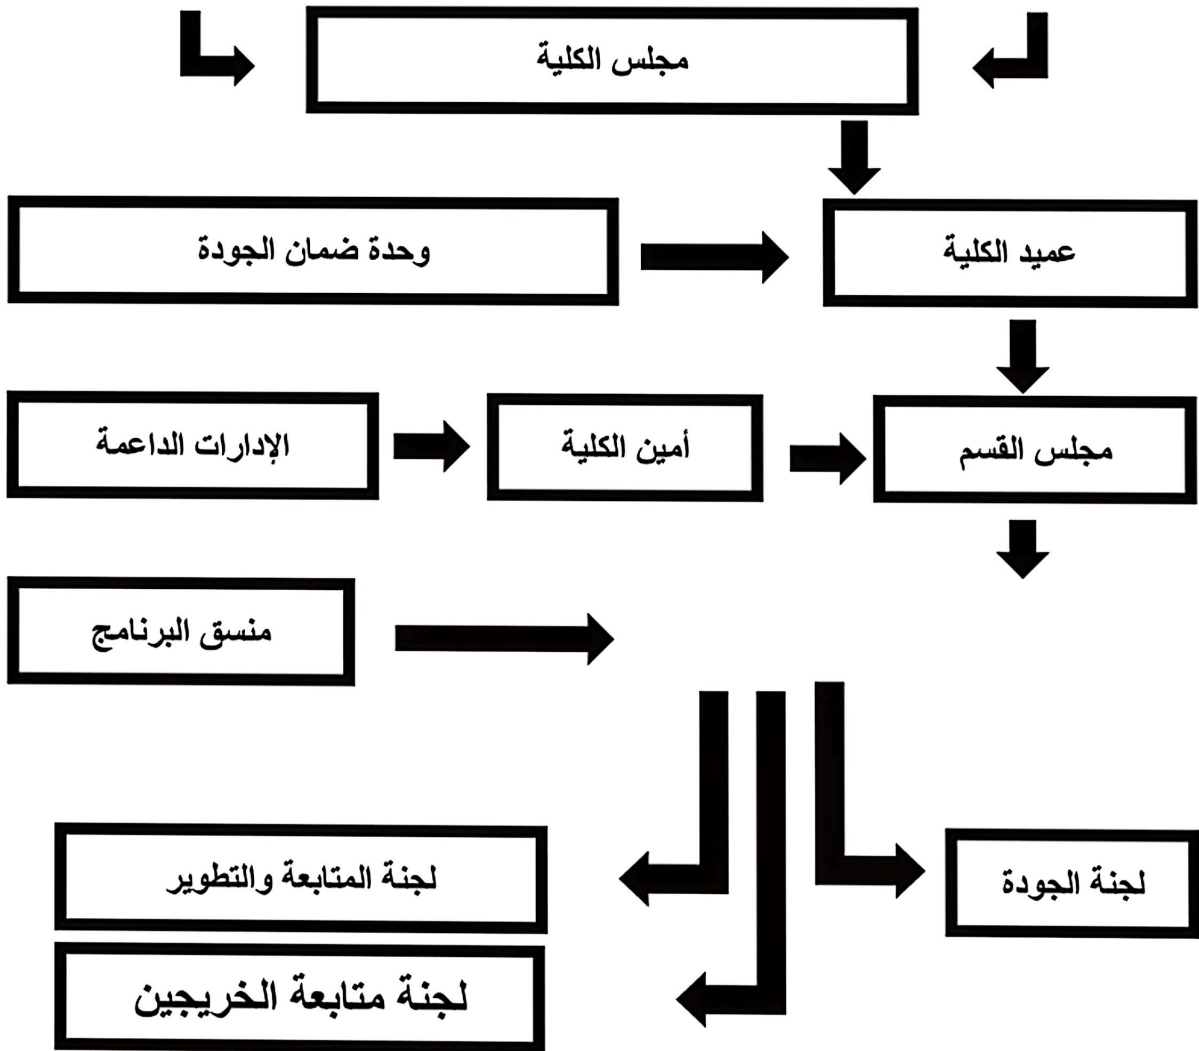 مجلس الكلية
عميد الكلية
وحدة ضمان الجودة
مجلس القسم
أمين الكلية
الإدارات الداعمة
منسق البرنامج
لجنة الجودة
لجنة المتابعة والتطوير
لجنة متابعة الخريجين